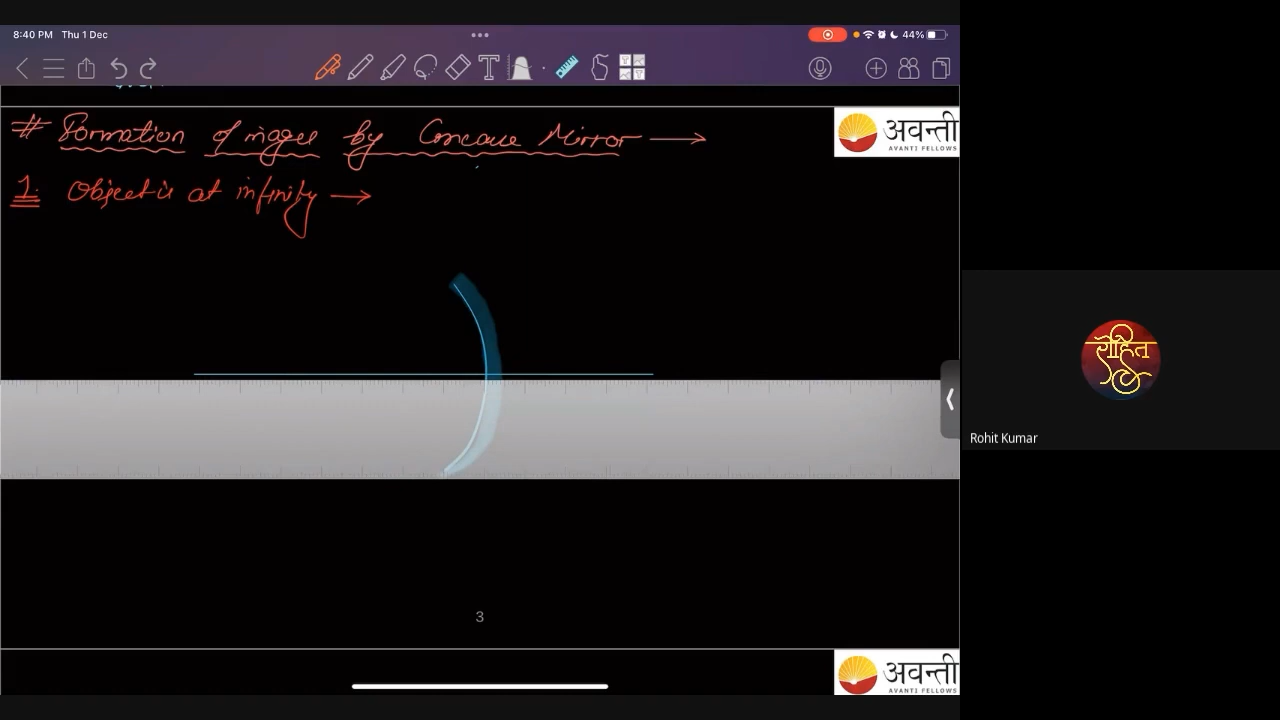 8:40 PM Thu 1 Dec
44%
# Formation of images by Concave Mirror →
अवन्ती
AVANTI FELLOWS
1. Object is at infinity →
रोहित
Rohit Kumar
3
अवन्ती
AVANTI FELLOWS